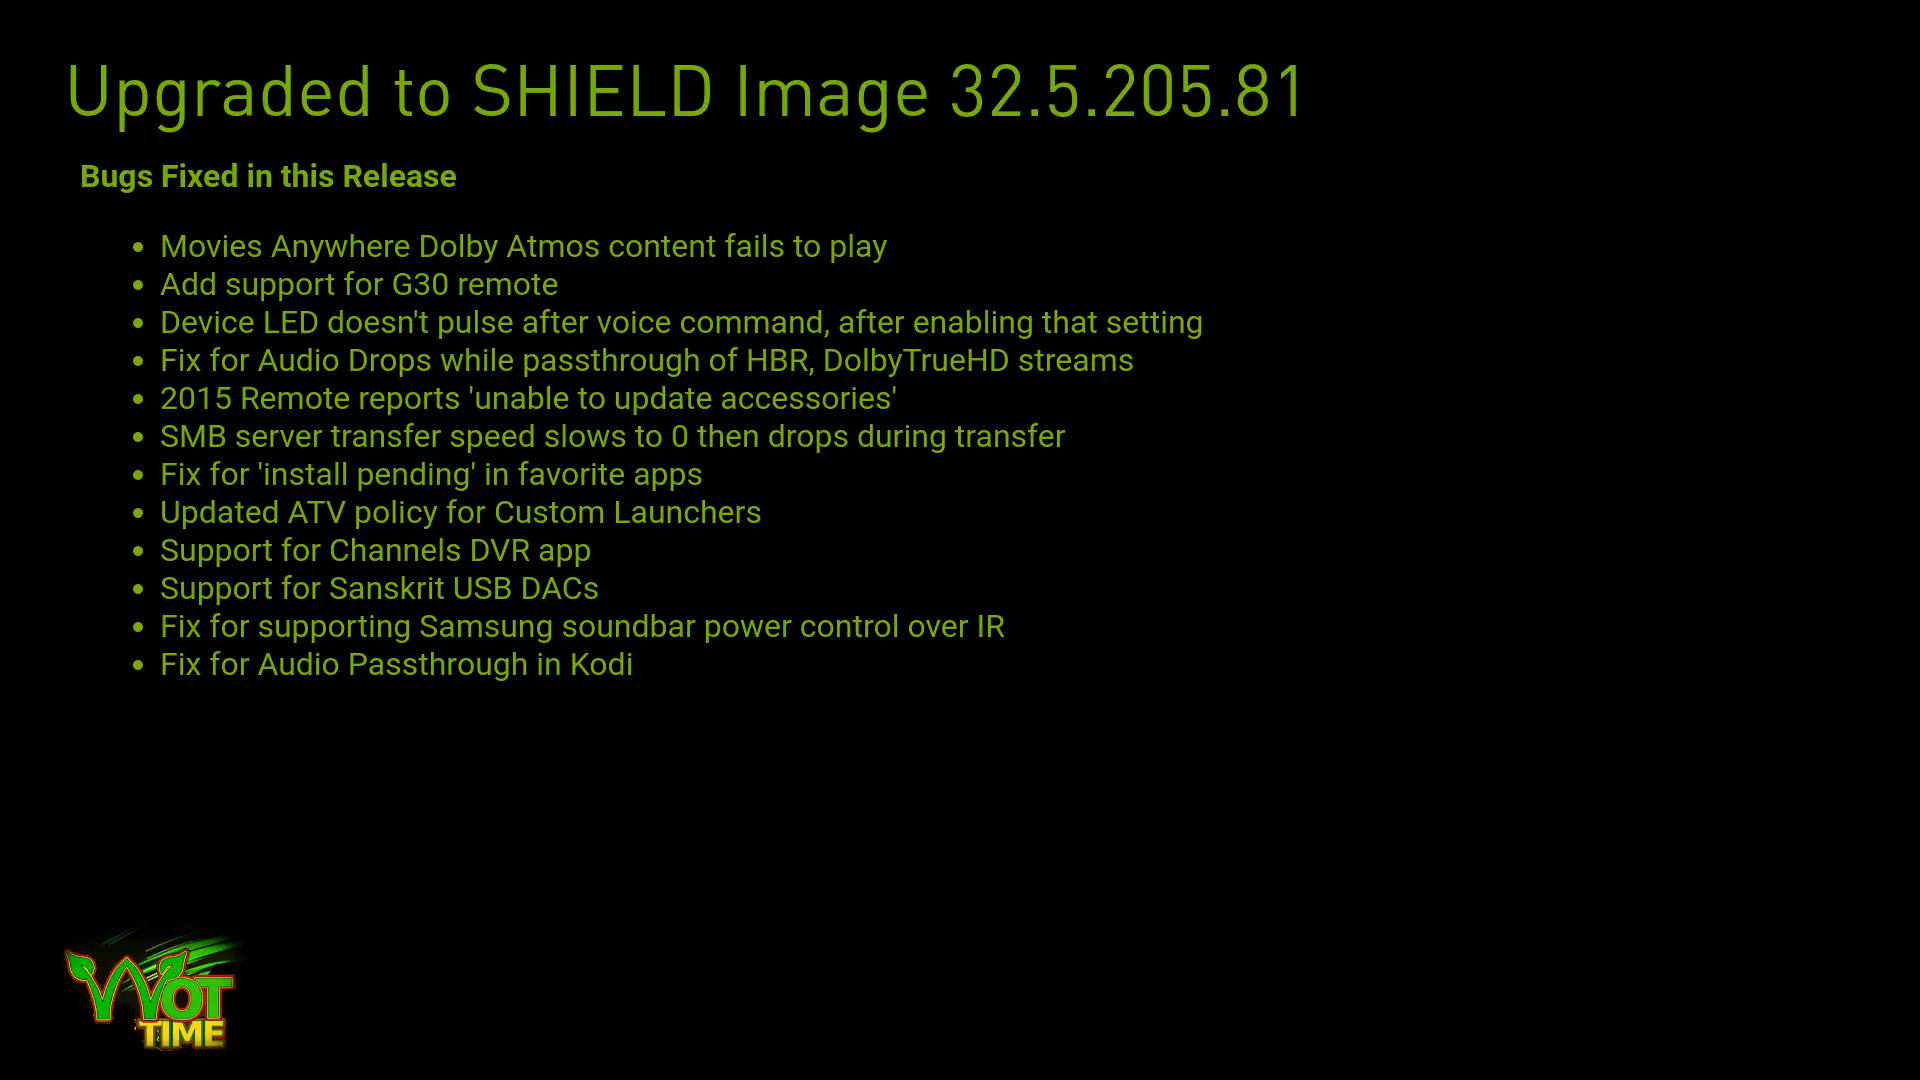 Upgraded to SHIELD Image 32.5.205.81
Bugs Fixed in this Release
• Movies Anywhere Dolby Atmos content fails to play
• Add support for G30 remote
• Device LED doesn't pulse after voice command, after enabling that setting
• Fix for Audio Drops while passthrough of HBR, DolbyTrueHD streams
• 2015 Remote reports 'unable to update accessories'
• SMB server transfer speed slows to 0 then drops during transfer
• Fix for 'install pending' in favorite apps
• Updated ATV policy for Custom Launchers
• Support for Channels DVR app
• Support for Sanskrit USB DACs
• Fix for supporting Samsung soundbar power control over IR
• Fix for Audio Passthrough in Kodi
WOT
TIME